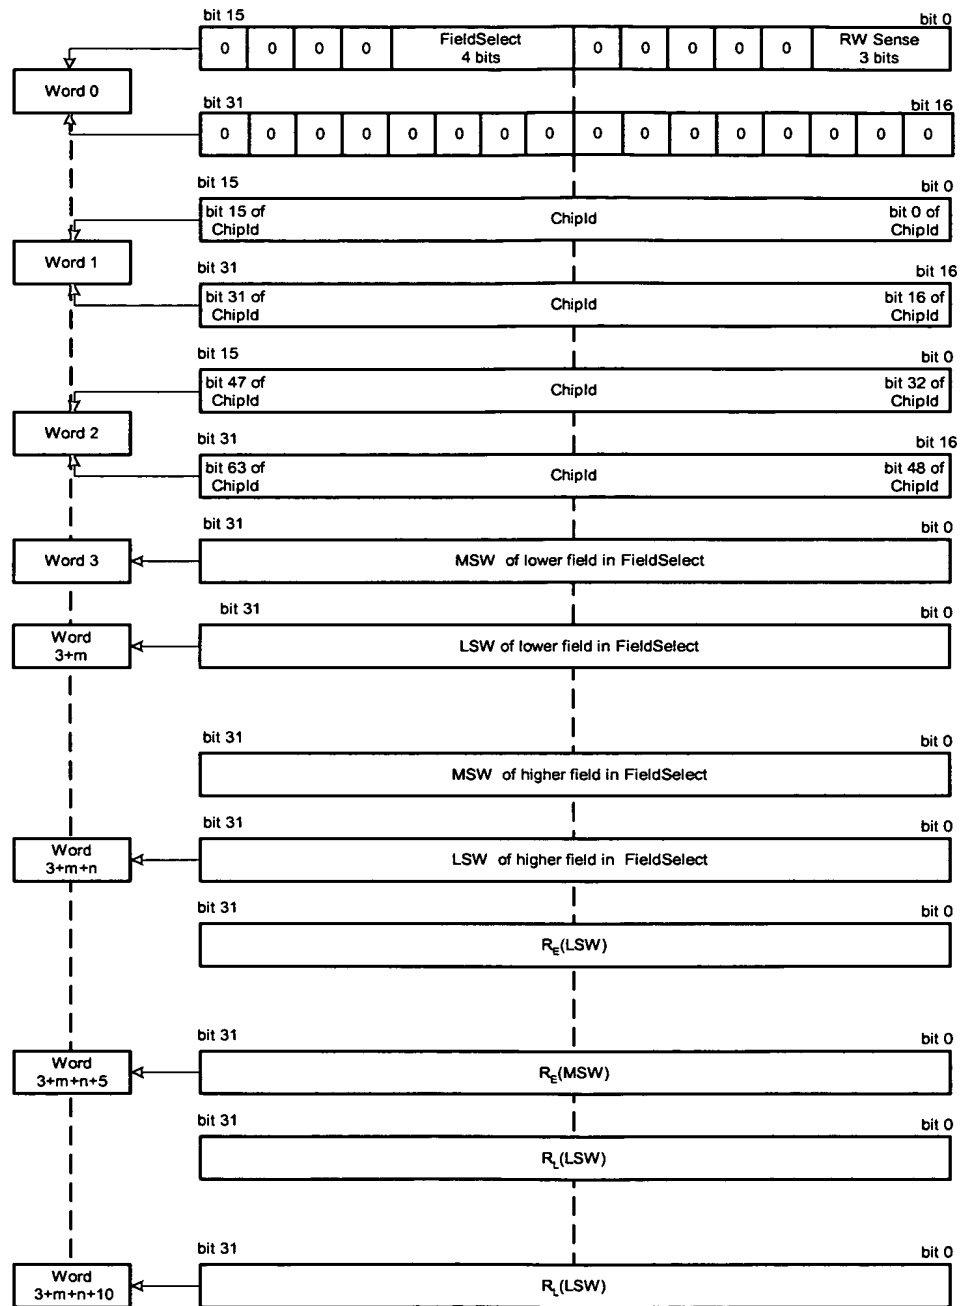 bit 15
bit 0
0 0 0 0 FieldSelect 0 0 0 0 0 RW Sense
4 bits 3 bits
Word 0
bit 31
bit 16
0 0 0 0 0 0 0 0 0 0 0 0 0 0 0 0
bit 15
bit 0
bit 15 of ChipId bit 0 of
ChipId ChipId
Word 1
bit 31
bit 16
bit 31 of ChipId bit 16 of
ChipId ChipId
bit 15
bit 0
bit 47 of ChipId bit 32 of
ChipId ChipId
Word 2
bit 31
bit 16
bit 63 of ChipId bit 48 of
ChipId ChipId
bit 31
bit 0
Word 3
MSW of lower field in FieldSelect
bit 31
bit 0
Word
3+m
LSW of lower field in FieldSelect
bit 31
bit 0
MSW of higher field in FieldSelect
bit 31
bit 0
Word
3+m+n
LSW of higher field in FieldSelect
bit 31
bit 0
RE(LSW)
bit 31
bit 0
Word
3+m+n+5
RE(MSW)
bit 31
bit 0
RL(LSW)
bit 31
bit 0
Word
3+m+n+10
RL(LSW)